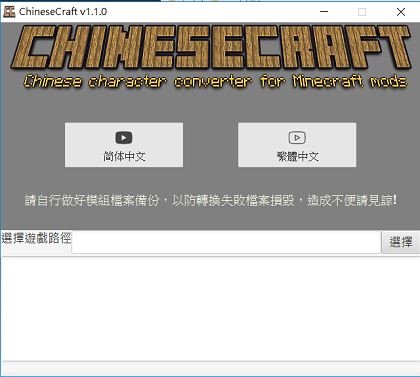 ChineseCraft v1.1.0
CHINESECRAFT
Chinese character converter for Minecraft mods
简体中文
繁體中文
請自行做好模組檔案備份，以防轉換失敗檔案損毀，造成不便請見諒!
選擇遊戲路徑
選擇